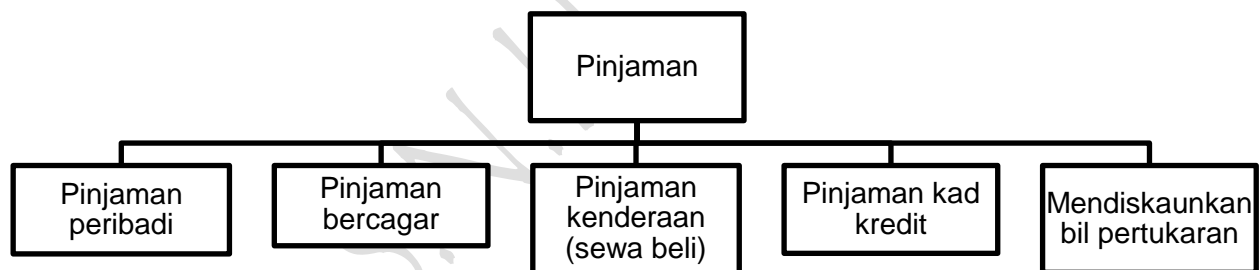 Pinjaman
Pinjaman
peribadi
Pinjaman
bercagar
Pinjaman
kenderaan
(sewa beli)
Pinjaman kad
kredit
Mendiskaunkan
bil pertukaran